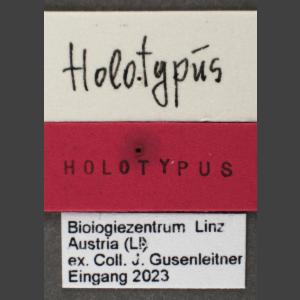 Holotypus
HOLOTYPUS
Biologiezentrum Linz
Austria (LI)
ex. Coll. J. Gusenleitner
Eingang 2023